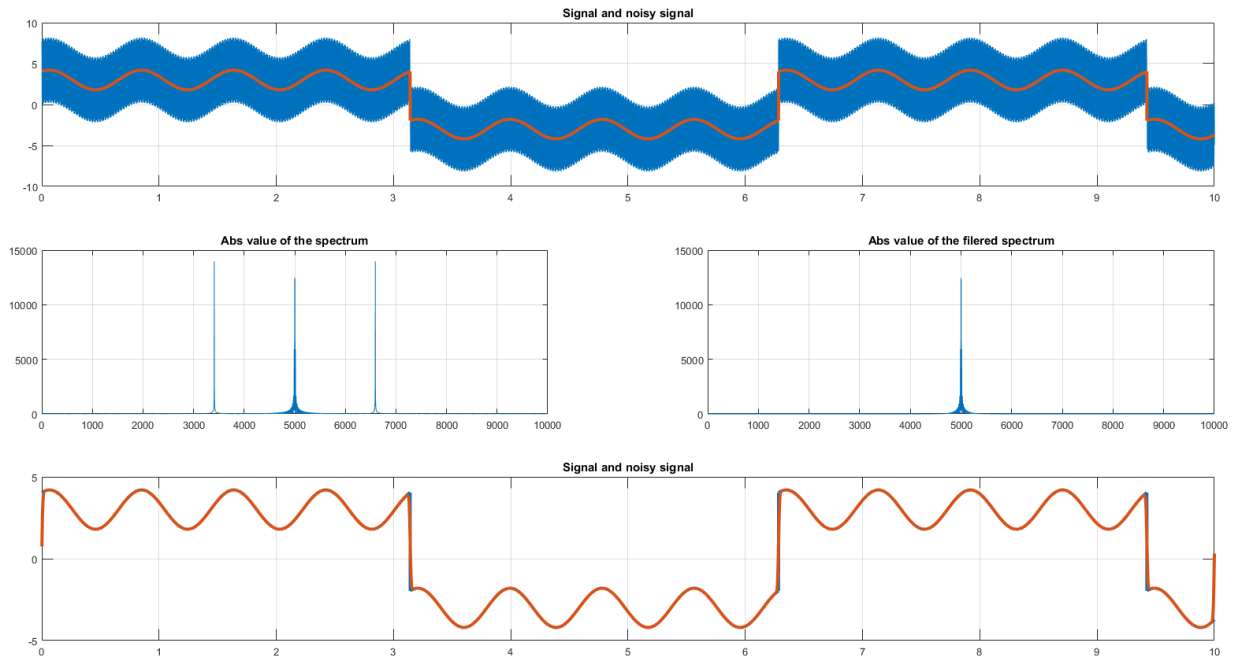 Signal and noisy signal
10
5
0
-5
-10
0 1 2 3 4 5 6 7 8 9 10
Abs value of the spectrum
15000
10000
5000
0
0 1000 2000 3000 4000 5000 6000 7000 8000 9000 10000
Abs value of the filered spectrum
15000
10000
5000
0
0 1000 2000 3000 4000 5000 6000 7000 8000 9000 10000
Signal and noisy signal
5
0
-5
0 1 2 3 4 5 6 7 8 9 10